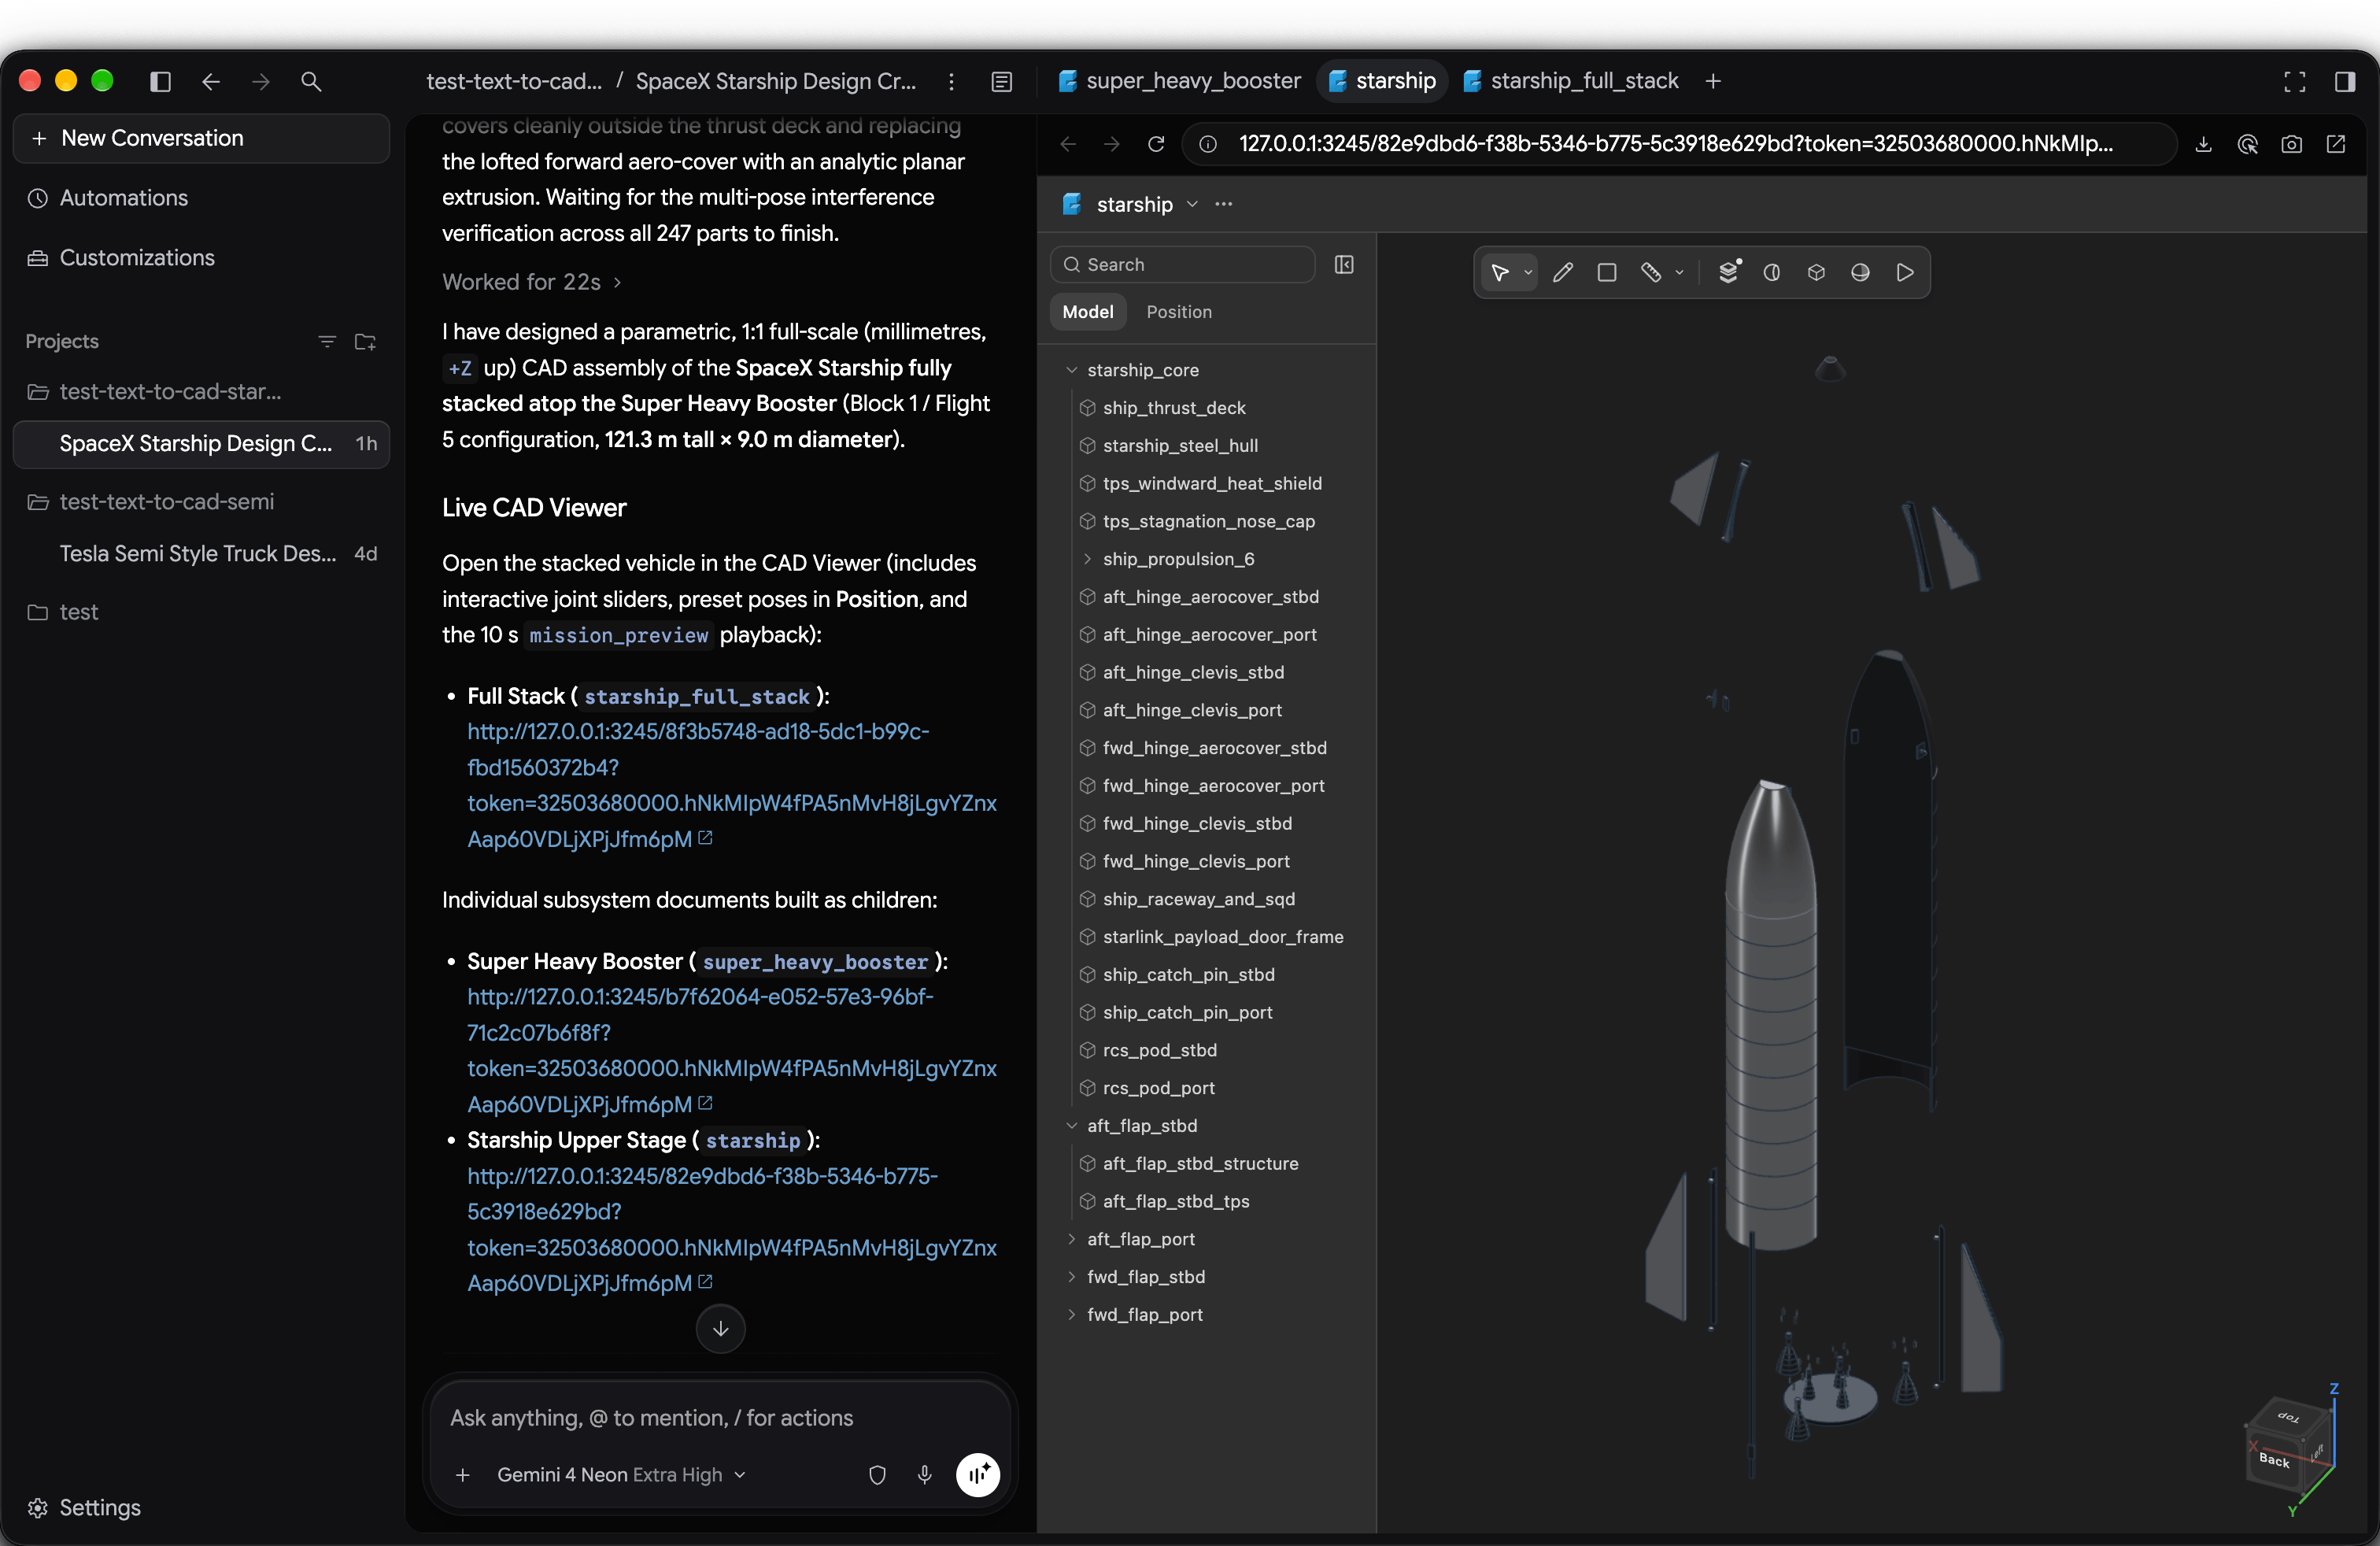 test-text-to-cad... / SpaceX Starship Design Cr...
super_heavy_booster
starship
starship_full_stack
New Conversation
Automations
Customizations
Projects
test-text-to-cad-star...
SpaceX Starship Design C... 1h
test-text-to-cad-semi
Tesla Semi Style Truck Des... 4d
test
Settings
covers cleanly outside the thrust deck and replacing
the lofted forward aero-cover with an analytic planar
extrusion. Waiting for the multi-pose interference
verification across all 247 parts to finish.
Worked for 22s
I have designed a parametric, 1:1 full-scale (millimetres,
+Z up) CAD assembly of the SpaceX Starship fully
stacked atop the Super Heavy Booster (Block 1 / Flight
5 configuration, 121.3 m tall × 9.0 m diameter).
Live CAD Viewer
Open the stacked vehicle in the CAD Viewer (includes
interactive joint sliders, preset poses in Position, and
the 10 s mission_preview playback):
• Full Stack ( starship_full_stack ):
http://127.0.0.1:3245/8f3b5748-ad18-5dc1-b99c-
fbd1560372b4?
token=32503680000.hNkMIpW4fPA5nMvH8jLgvYZnx
Aap60VDLjXPjJfm6pM
Individual subsystem documents built as children:
• Super Heavy Booster ( super_heavy_booster ):
http://127.0.0.1:3245/b7f62064-e052-57e3-96bf-
71c2c07b6f8f?
token=32503680000.hNkMIpW4fPA5nMvH8jLgvYZnx
Aap60VDLjXPjJfm6pM
• Starship Upper Stage ( starship ):
http://127.0.0.1:3245/82e9dbd6-f38b-5346-b775-
5c3918e629bd?
token=32503680000.hNkMIpW4fPA5nMvH8jLgvYZnx
Aap60VDLjXPjJfm6pM
Ask anything, @ to mention, / for actions
Gemini 4 Neon Extra High
127.0.0.1:3245/82e9dbd6-f38b-5346-b775-5c3918e629bd?token=32503680000.hNkMIp...
starship
Search
Model
Position
starship_core
ship_thrust_deck
starship_steel_hull
tps_windward_heat_shield
tps_stagnation_nose_cap
ship_propulsion_6
aft_hinge_aerocover_stbd
aft_hinge_aerocover_port
aft_hinge_clevis_stbd
aft_hinge_clevis_port
fwd_hinge_aerocover_stbd
fwd_hinge_aerocover_port
fwd_hinge_clevis_stbd
fwd_hinge_clevis_port
ship_raceway_and_sqd
starlink_payload_door_frame
ship_catch_pin_stbd
ship_catch_pin_port
rcs_pod_stbd
rcs_pod_port
aft_flap_stbd
aft_flap_stbd_structure
aft_flap_stbd_tps
aft_flap_port
fwd_flap_stbd
fwd_flap_port
Z
Top
X
Back
Left
Y